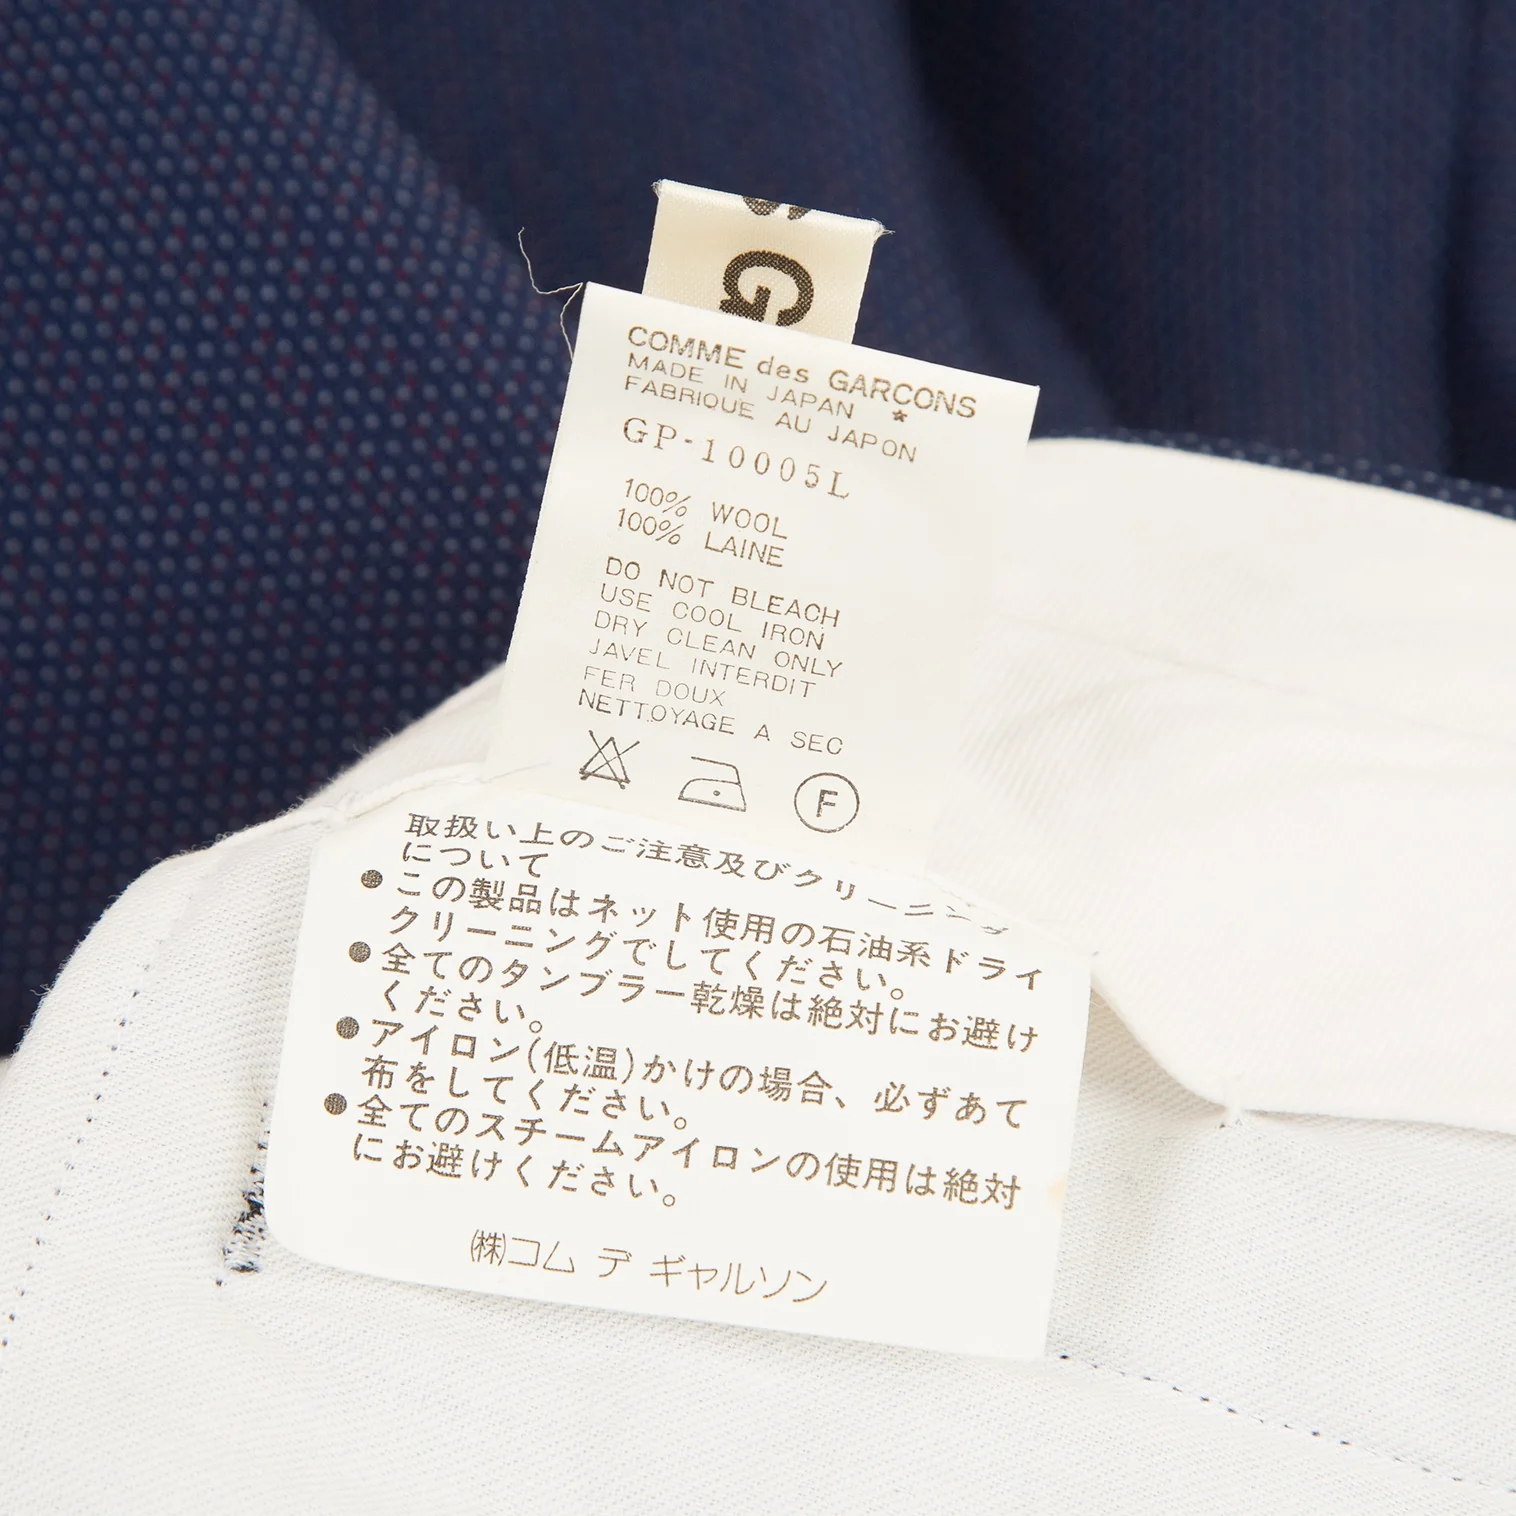 G
COMME des GARCONS
MADE IN JAPAN *
FABRIQUE AU JAPON
GP-10005L
100% WOOL
100% LAINE
DO NOT BLEACH
USE COOL IRON
DRY CLEAN ONLY
JAVEL INTERDIT
FER DOUX
NETTOYAGE A SEC
F
取扱い上のご注意及びクリーニング
について
●この製品はネット使用の石油系ドライ
クリーニングでしてください。
●全てのタンブラー乾燥は絶対にお避け
ください。
●アイロン(低温)かけの場合、必ずあて
布をしてください。
●全てのスチームアイロンの使用は絶対
にお避けください。
㈱コム デ ギャルソン